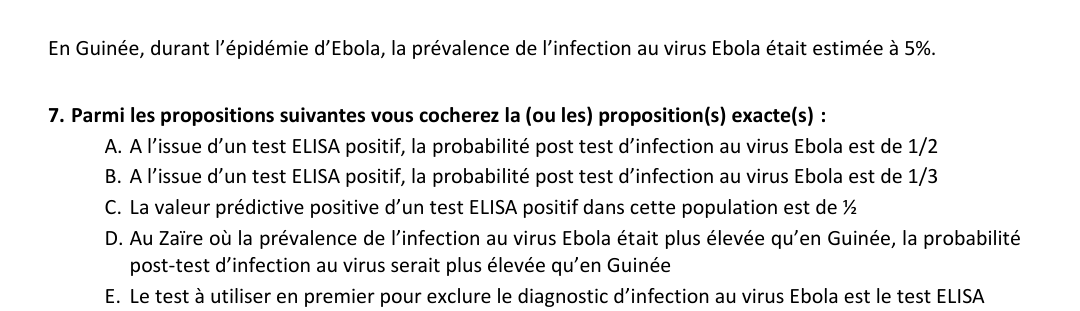 En Guinée, durant l’épidémie d’Ebola, la prévalence de l’infection au virus Ebola était estimée à 5%.
7. Parmi les propositions suivantes vous cocherez la (ou les) proposition(s) exacte(s) :
A. A l’issue d’un test ELISA positif, la probabilité post test d’infection au virus Ebola est de 1/2
B. A l’issue d’un test ELISA positif, la probabilité post test d’infection au virus Ebola est de 1/3
C. La valeur prédictive positive d’un test ELISA positif dans cette population est de ½
D. Au Zaïre où la prévalence de l’infection au virus Ebola était plus élevée qu’en Guinée, la probabilité
post-test d’infection au virus serait plus élevée qu’en Guinée
E. Le test à utiliser en premier pour exclure le diagnostic d’infection au virus Ebola est le test ELISA